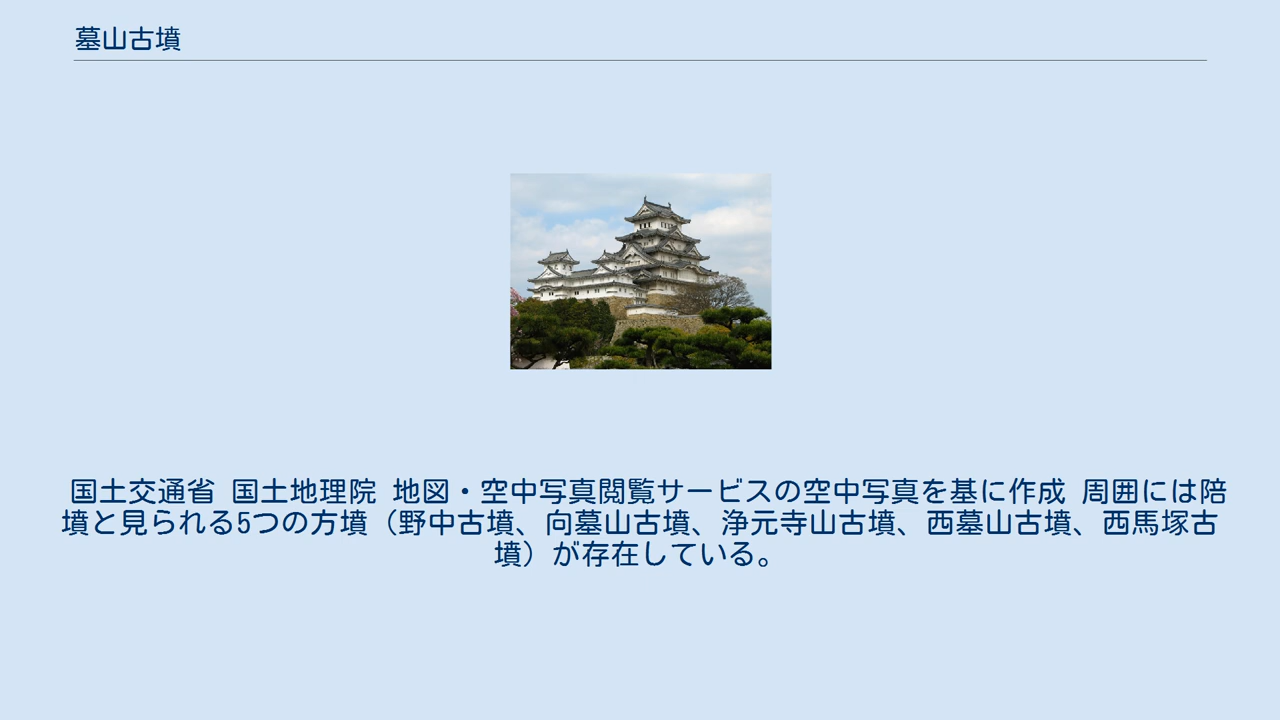 墓山古墳
国土交通省 国土地理院 地図・空中写真閲覧サービスの空中写真を基に作成 周囲には陪
墳と見られる5つの方墳（野中古墳、向墓山古墳、浄元寺山古墳、西墓山古墳、西馬塚古
墳）が存在している。